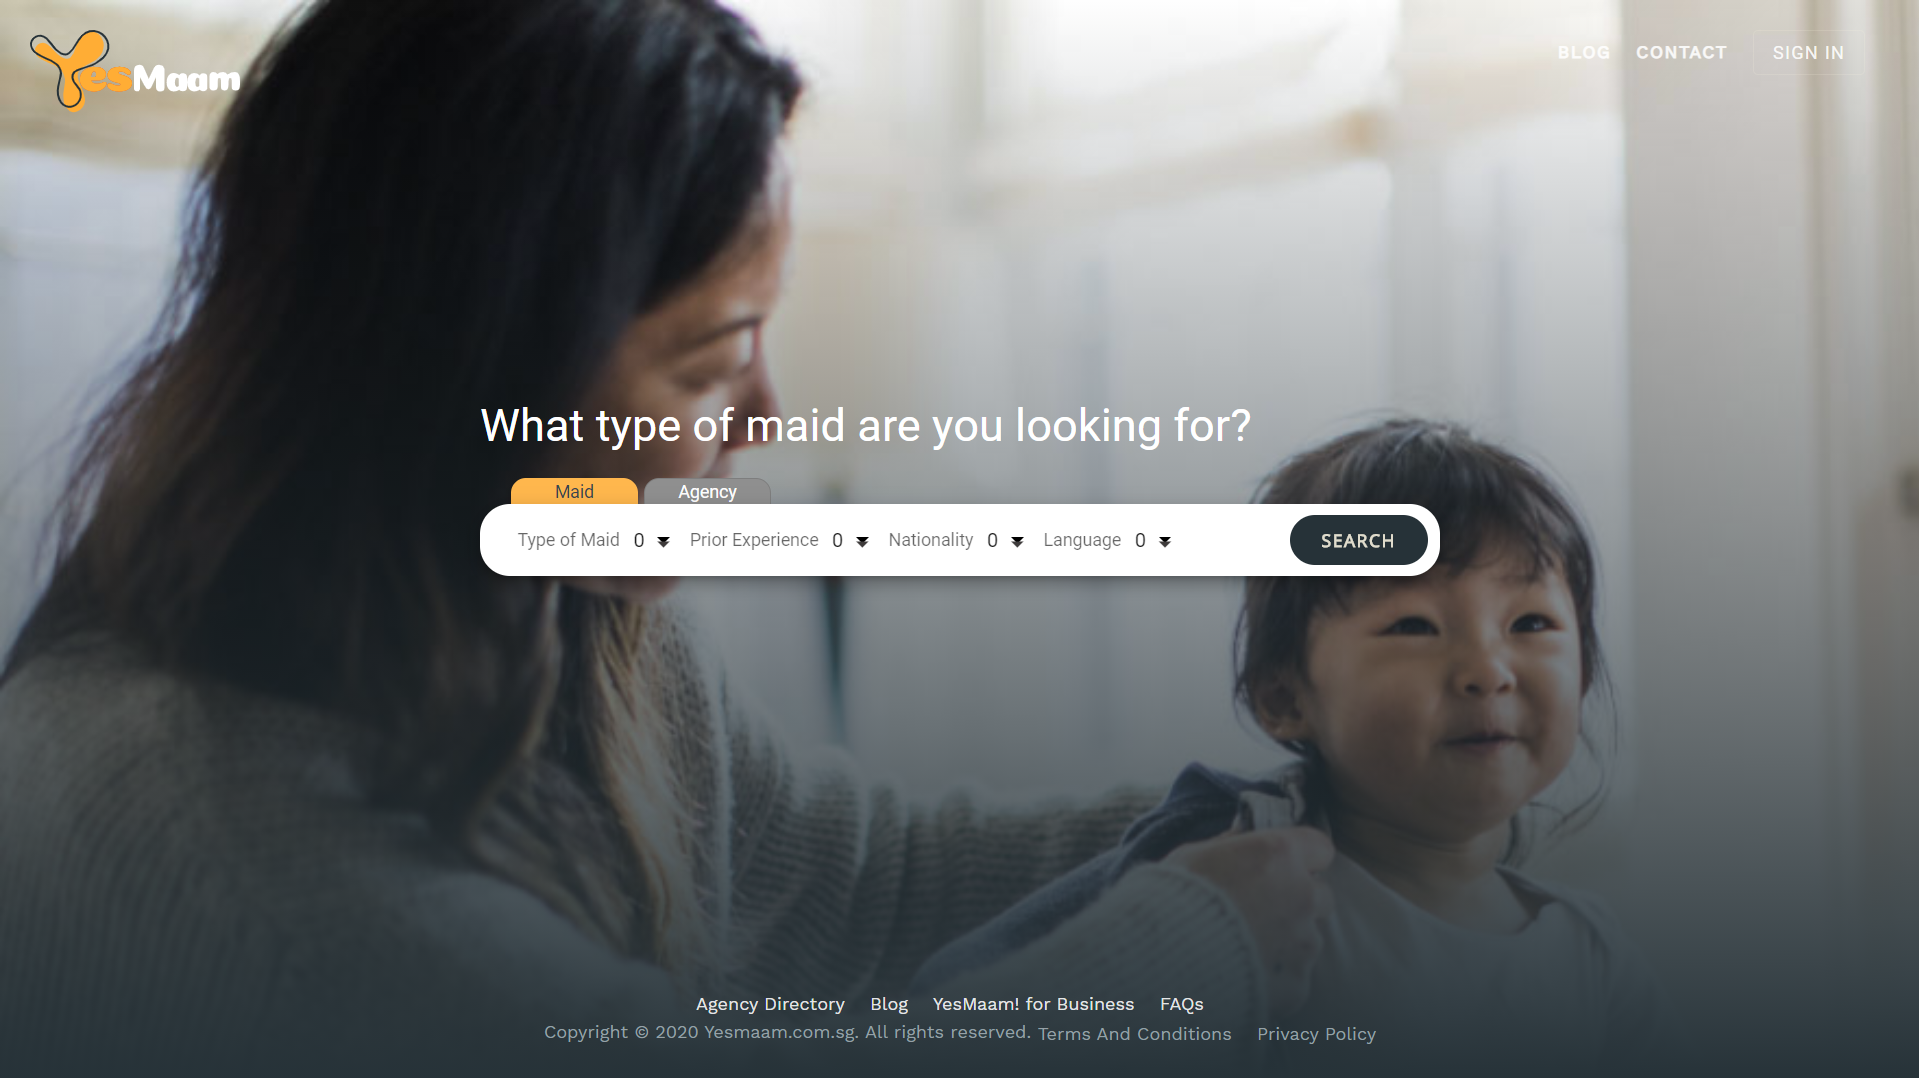 YesMaam
BLOG CONTACT SIGN IN
What type of maid are you looking for?
Maid Agency
Type of Maid 0 Prior Experience 0 Nationality 0 Language 0 SEARCH
Agency Directory Blog YesMaam! for Business FAQs
Copyright © 2020 Yesmaam.com.sg. All rights reserved. Terms And Conditions Privacy Policy